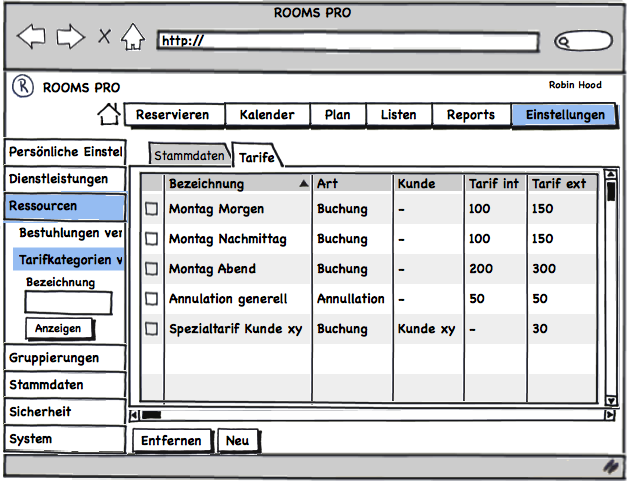 ROOMS PRO
http://
R ROOMS PRO
Robin Hood
Reservieren Kalender Plan Listen Reports Einstellungen
Persönliche Einstel
Dienstleistungen
Ressourcen
Bestuhlungen ver
Tarifkategorien v
Bezeichnung
Anzeigen
Gruppierungen
Stammdaten
Sicherheit
System
Stammdaten Tarife
Bezeichnung Art Kunde Tarif int Tarif ext
Montag Morgen Buchung - 100 150
Montag Nachmittag Buchung - 100 150
Montag Abend Buchung - 200 300
Annulation generell Annullation - 50 50
Spezialtarif Kunde xy Buchung Kunde xy - 30
Entfernen Neu